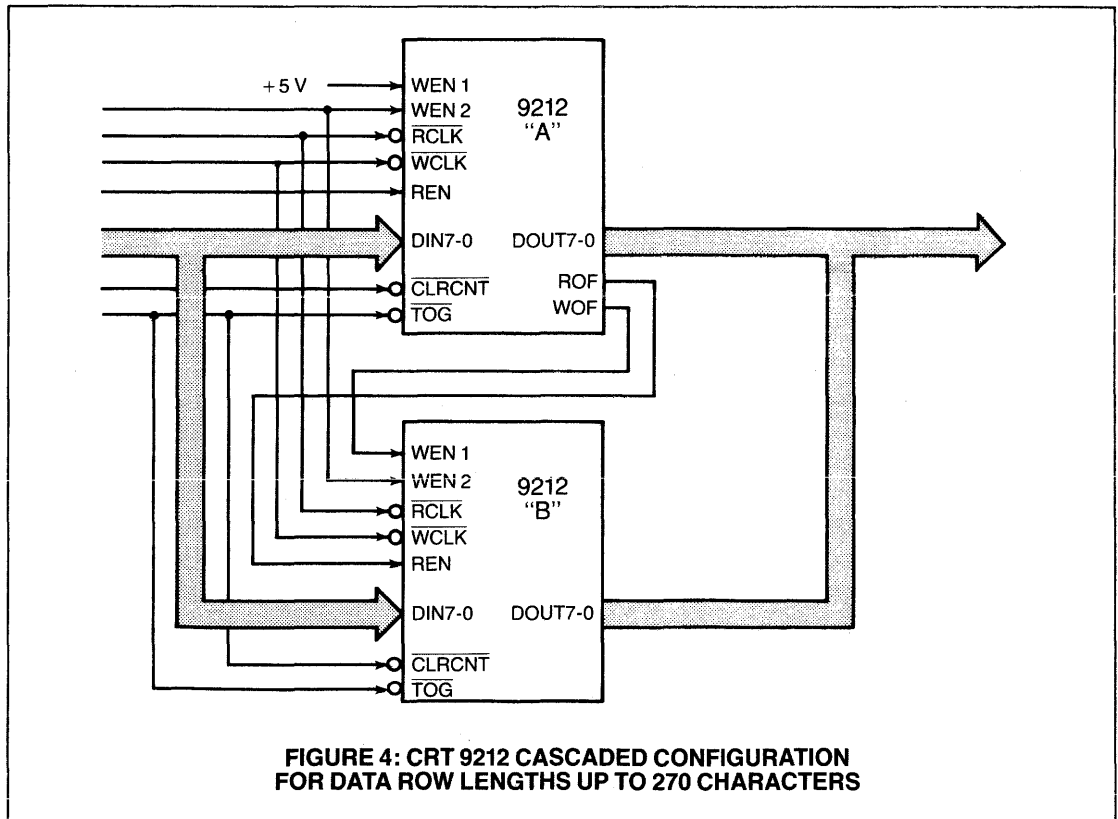 +5 V
WEN 1
WEN 2
RCLK
WCLK
REN
DIN7-0
CLRCNT
TOG
9212
"A"
DOUT7-0
ROF
WOF
WEN 1
WEN 2
RCLK
WCLK
REN
DIN7-0
CLRCNT
TOG
9212
"B"
DOUT7-0
FIGURE 4: CRT 9212 CASCADED CONFIGURATION
FOR DATA ROW LENGTHS UP TO 270 CHARACTERS